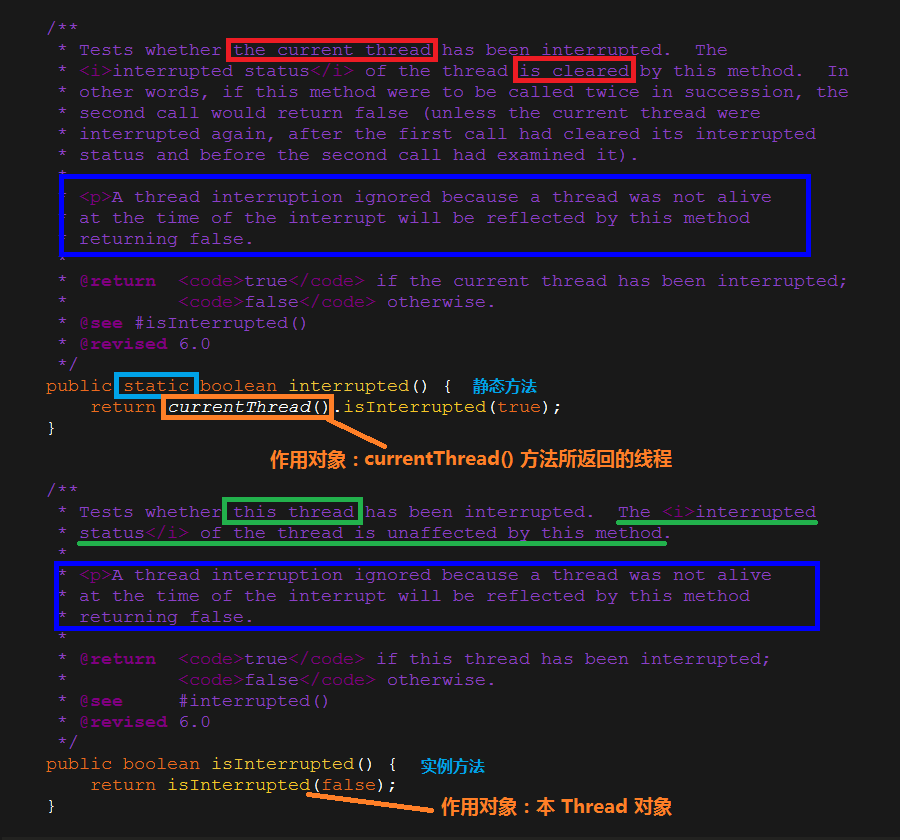 /**
 * Tests whether the current thread has been interrupted.  The
 * <i>interrupted status</i> of the thread is cleared by this method.  In
 * other words, if this method were to be called twice in succession, the
 * second call would return false (unless the current thread were
 * interrupted again, after the first call had cleared its interrupted
 * status and before the second call had examined it).
 *
 * <p>A thread interruption ignored because a thread was not alive
 * at the time of the interrupt will be reflected by this method
 * returning false.
 *
 * @return  <code>true</code> if the current thread has been interrupted;
 *          <code>false</code> otherwise.
 * @see #isInterrupted()
 * @revised 6.0
 */
public static boolean interrupted() {  静态方法
    return currentThread().isInterrupted(true);
}
作用对象：currentThread() 方法所返回的线程
/**
 * Tests whether this thread has been interrupted.  The <i>interrupted
 * status</i> of the thread is unaffected by this method.
 *
 * <p>A thread interruption ignored because a thread was not alive
 * at the time of the interrupt will be reflected by this method
 * returning false.
 *
 * @return  <code>true</code> if this thread has been interrupted;
 *          <code>false</code> otherwise.
 * @see     #interrupted()
 * @revised 6.0
 */
public boolean isInterrupted() {  实例方法
    return isInterrupted(false);
}  作用对象：本 Thread 对象